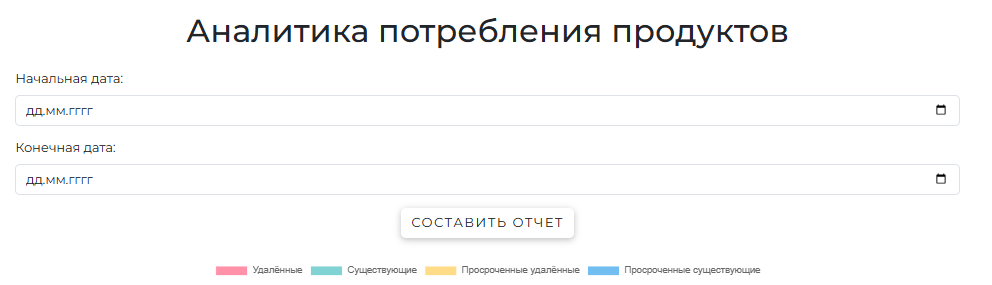 Аналитика потребления продуктов
Начальная дата:
дд.мм.гггг
Конечная дата:
дд.мм.гггг
СОСТАВИТЬ ОТЧЕТ
Удалённые Существующие Просроченные удалённые Просроченные существующие